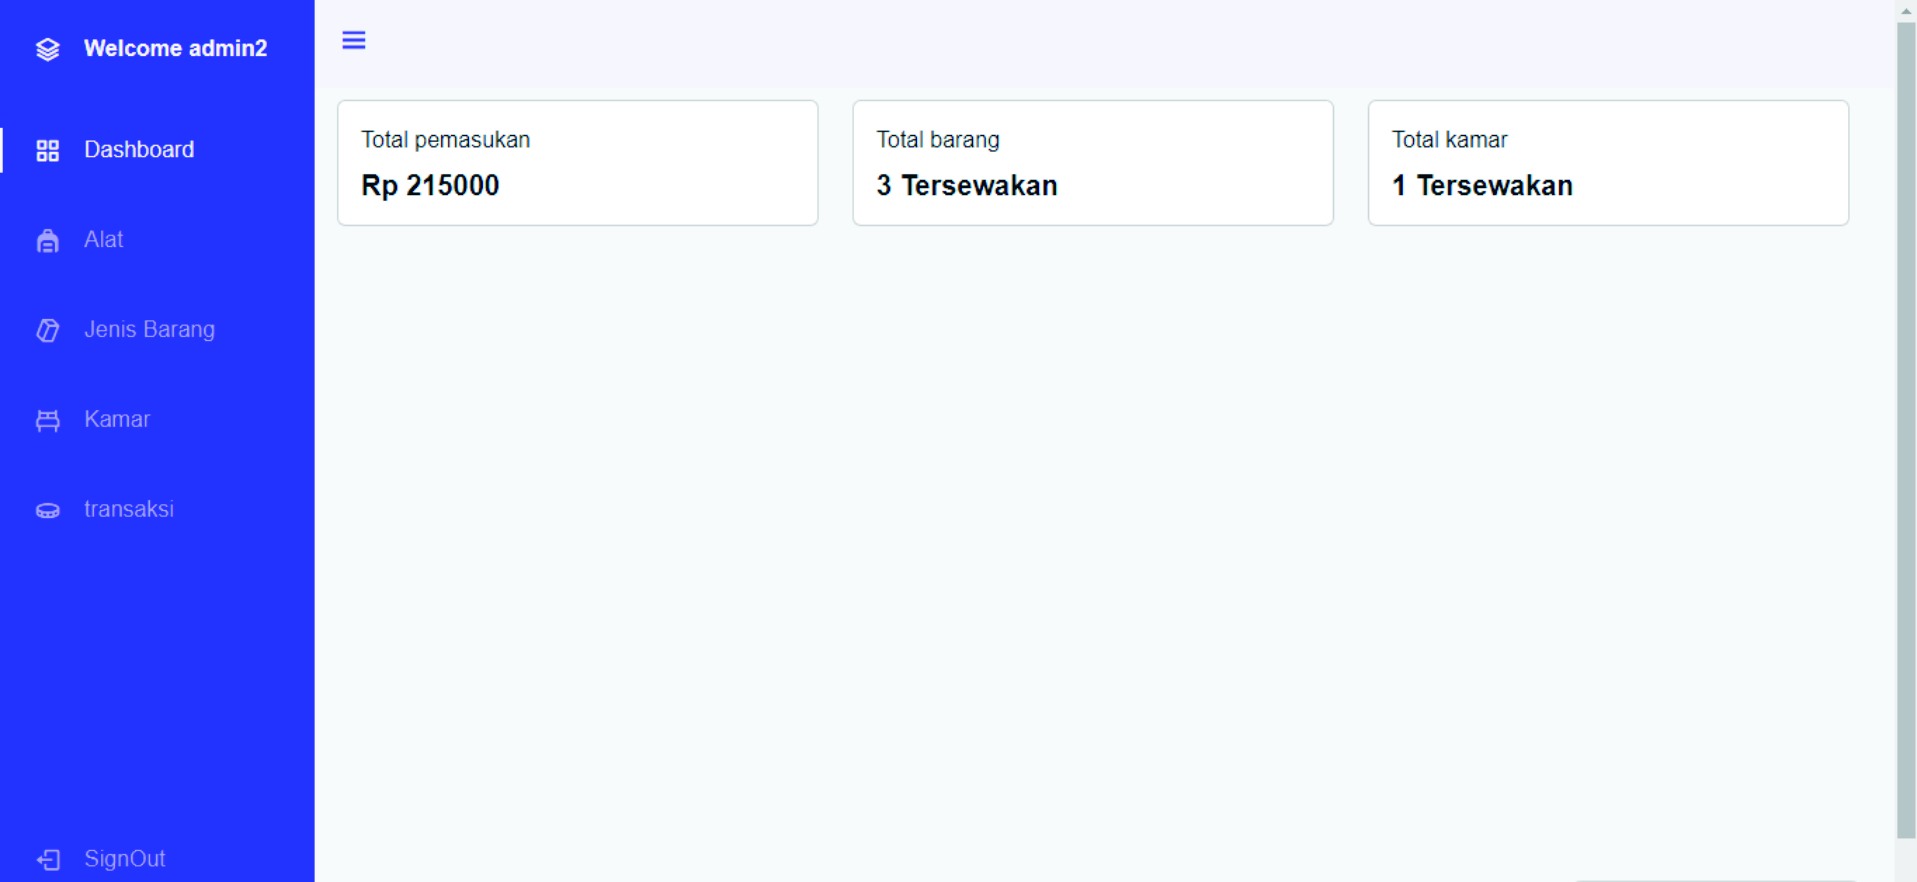 Welcome admin2
Dashboard
Alat
Jenis Barang
Kamar
transaksi
SignOut
Total pemasukan
Rp 215000
Total barang
3 Tersewakan
Total kamar
1 Tersewakan